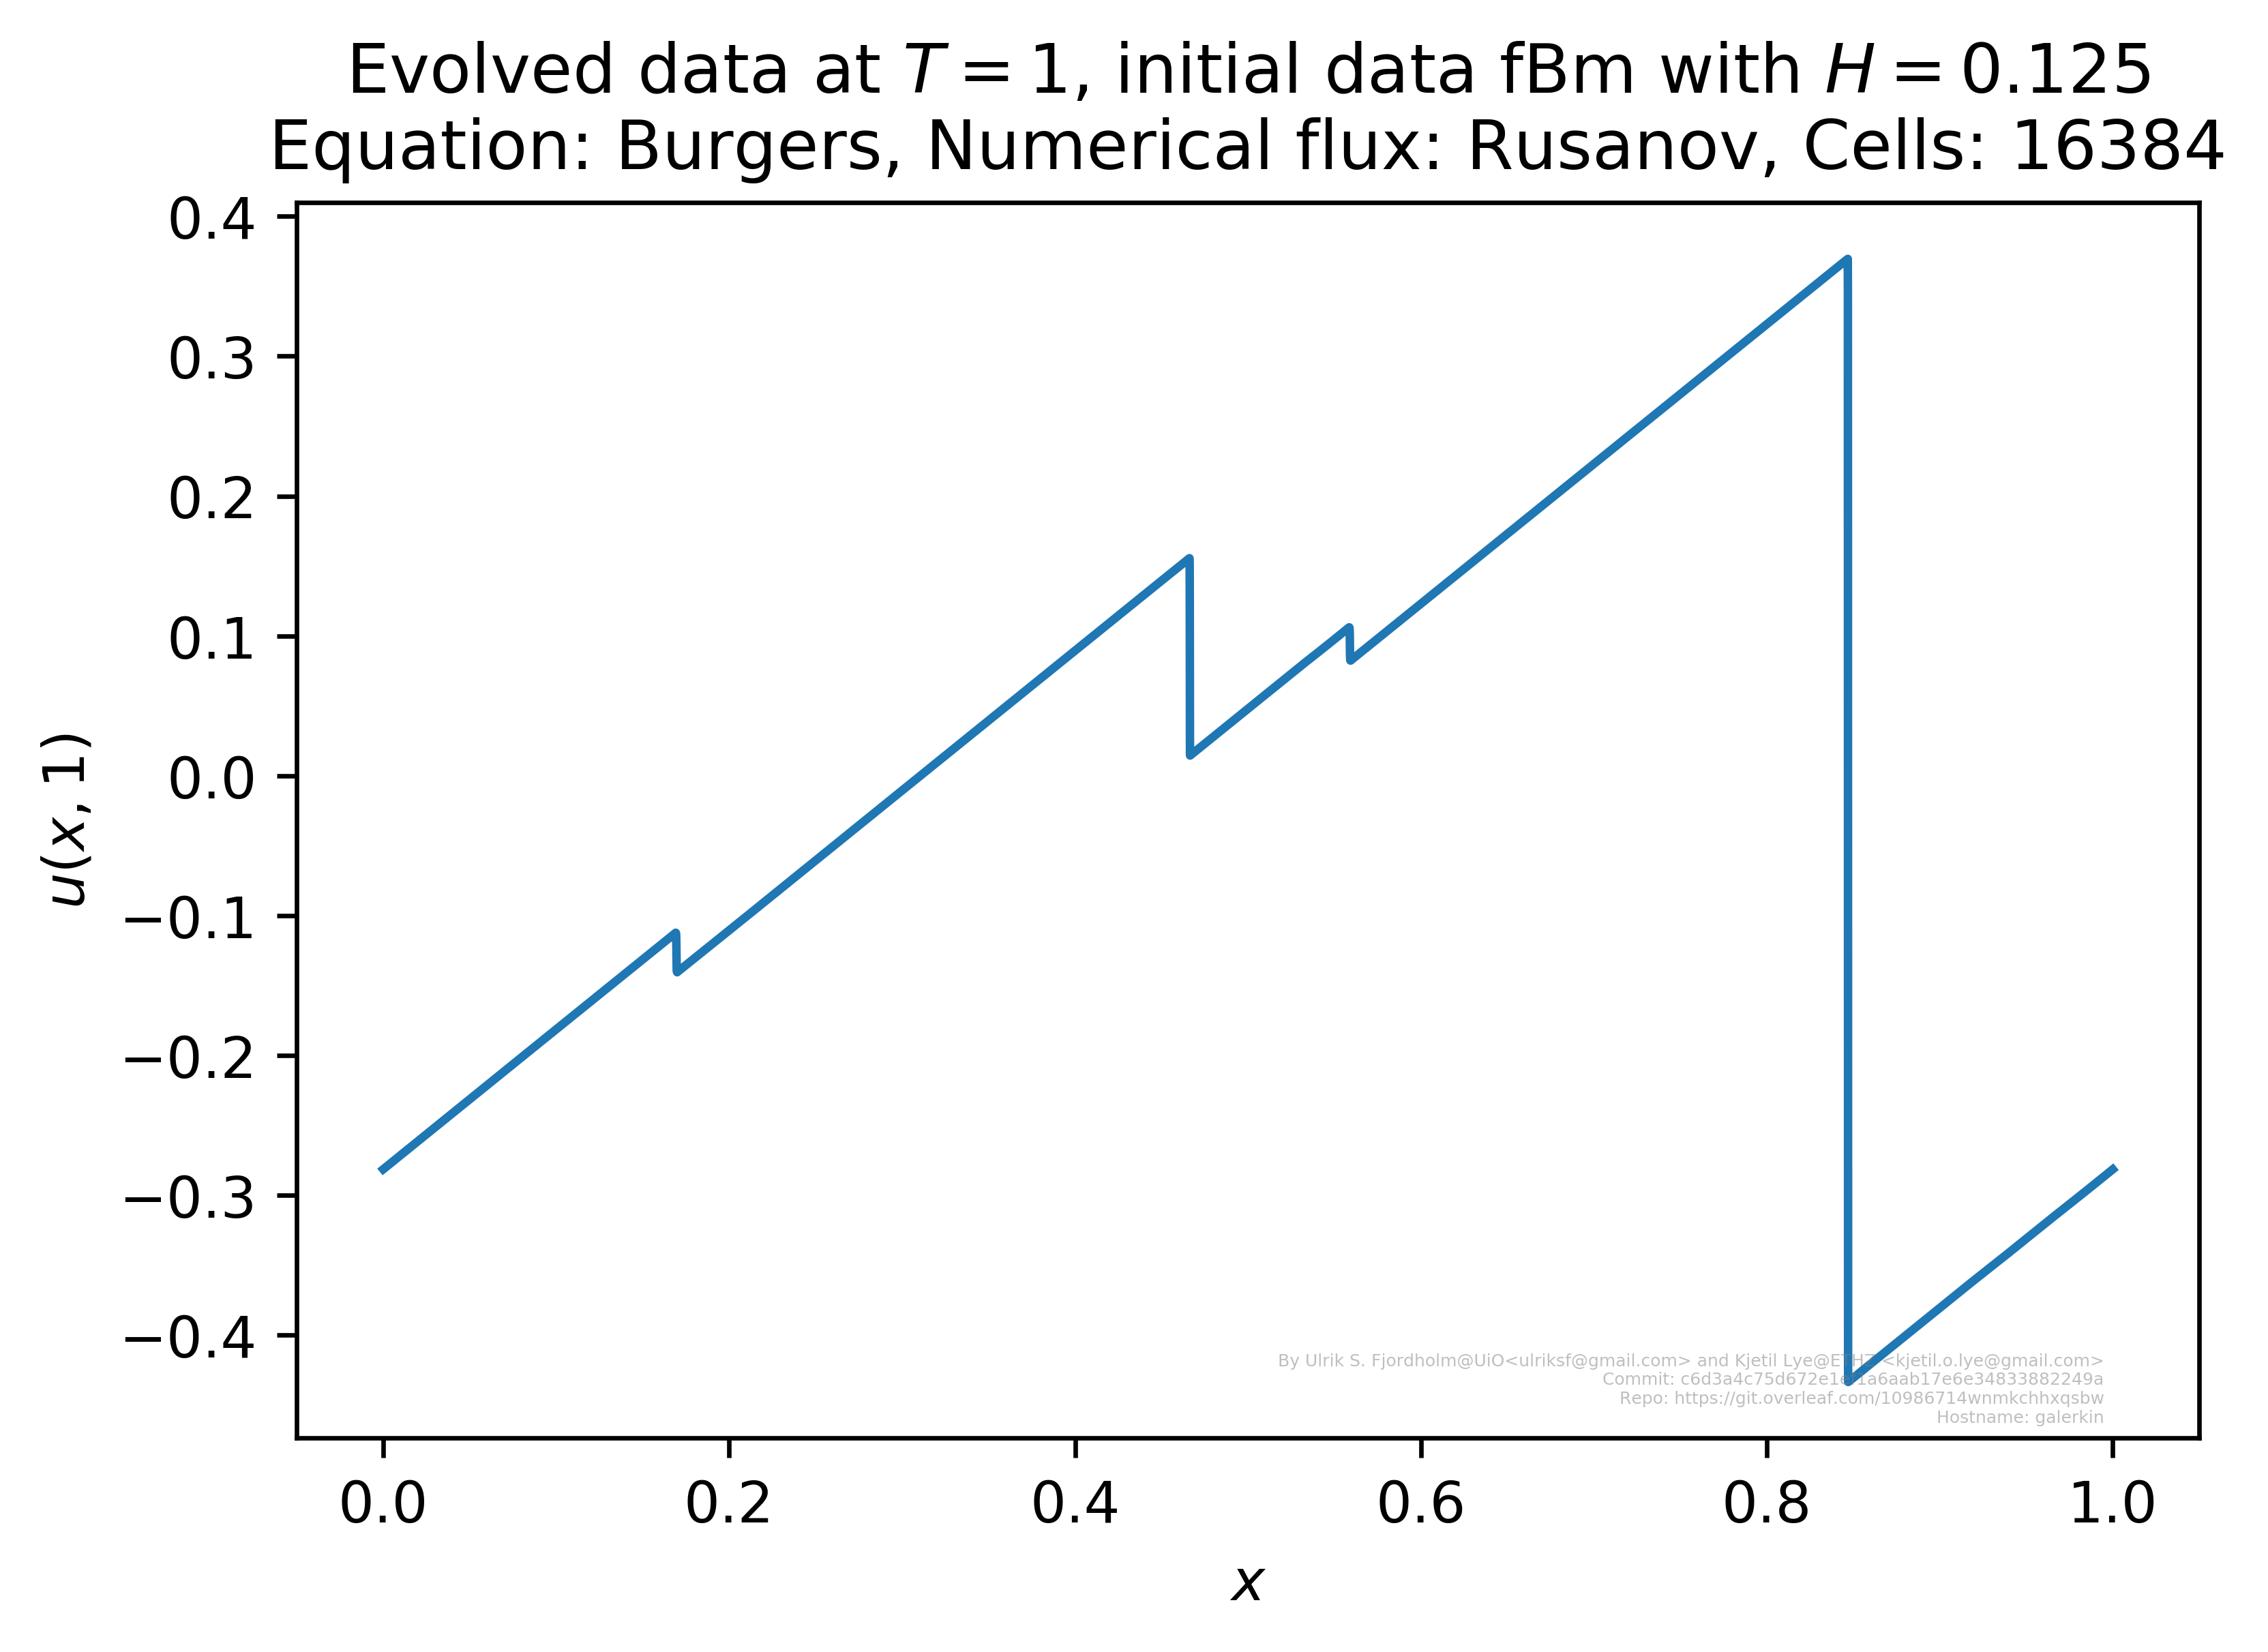 Evolved data at T = 1, initial data fBm with H = 0.125
Equation: Burgers, Numerical flux: Rusanov, Cells: 16384
0.4
0.3
0.2
0.1
0.0
−0.1
−0.2
−0.3
−0.4
u(x, 1)
0.0 0.2 0.4 0.6 0.8 1.0
x
By Ulrik S. Fjordholm@UiO<ulriksf@gmail.com> and Kjetil Lye@ETHZ <kjetil.o.lye@gmail.com>
Commit:
Repo: https://git.overleaf.com/10986714wnmkchhxqsbw
Hostname: galerkin